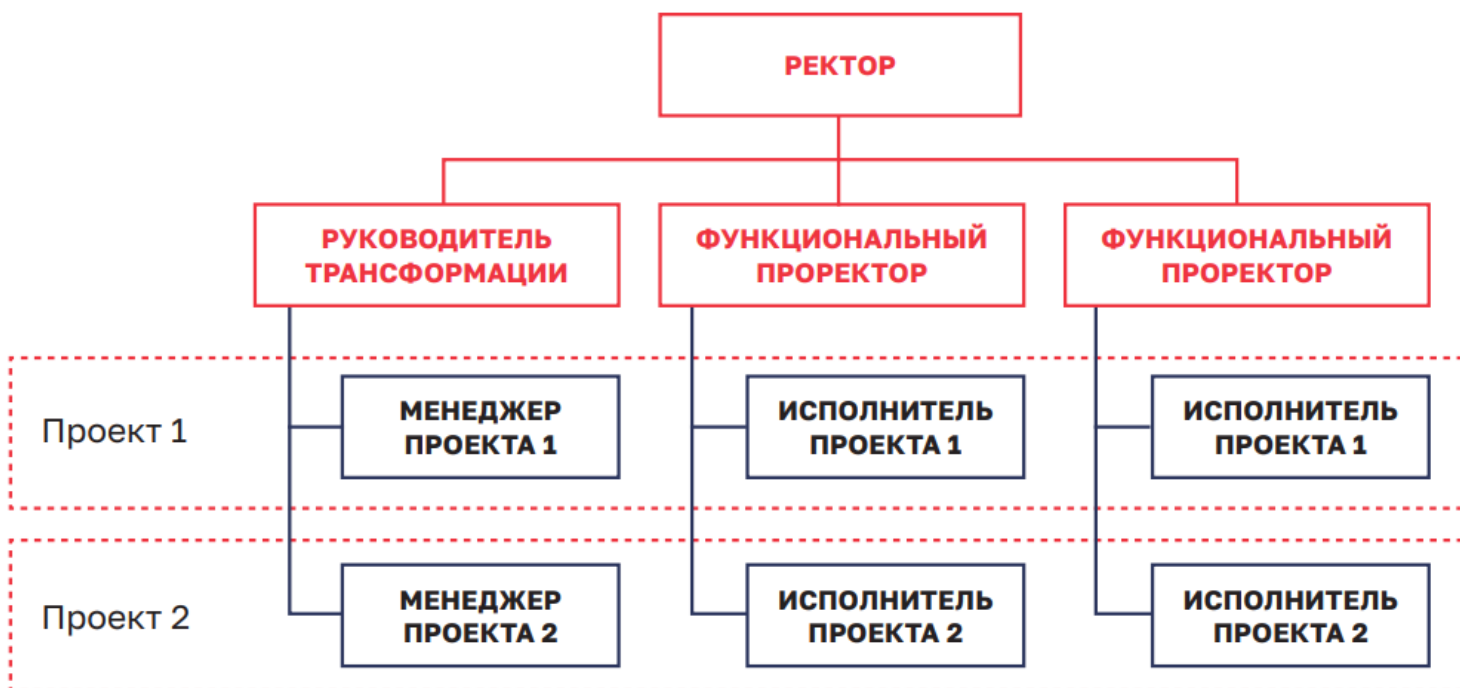 РЕКТОР
РУКОВОДИТЕЛЬ
ТРАНСФОРМАЦИИ
ФУНКЦИОНАЛЬНЫЙ
ПРОРЕКТОР
ФУНКЦИОНАЛЬНЫЙ
ПРОРЕКТОР
Проект 1
МЕНЕДЖЕР
ПРОЕКТА 1
ИСПОЛНИТЕЛЬ
ПРОЕКТА 1
ИСПОЛНИТЕЛЬ
ПРОЕКТА 1
Проект 2
МЕНЕДЖЕР
ПРОЕКТА 2
ИСПОЛНИТЕЛЬ
ПРОЕКТА 2
ИСПОЛНИТЕЛЬ
ПРОЕКТА 2